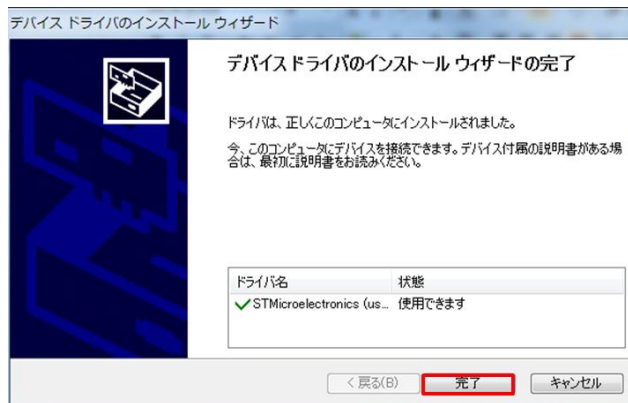 デバイス ドライバのインストール ウィザード
デバイス ドライバのインストール ウィザードの完了
ドライバは、正しくこのコンピュータにインストールされました。
今、このコンピュータにデバイスを接続できます。デバイス付属の説明書がある場
合は、最初に説明書をお読みください。
ドライバ名 状態
STMicroelectronics (us... 使用できます
< 戻る(B) 完了 キャンセル